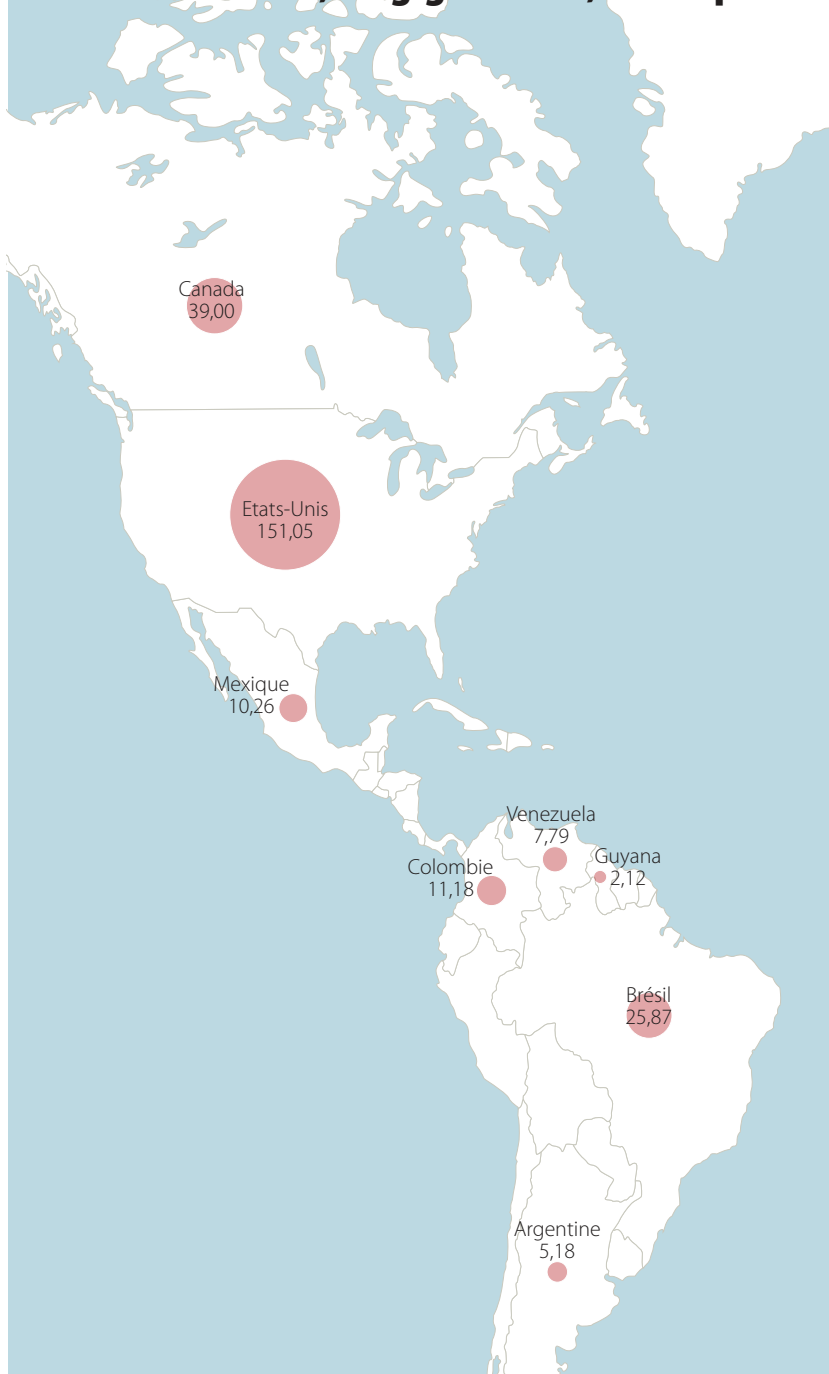 Canada
39,00
Etats-Unis
151,05
Mexique
10,26
Venezuela
7,79
Guyana
2,12
Colombie
11,18
Brésil
25,87
Argentine
5,18